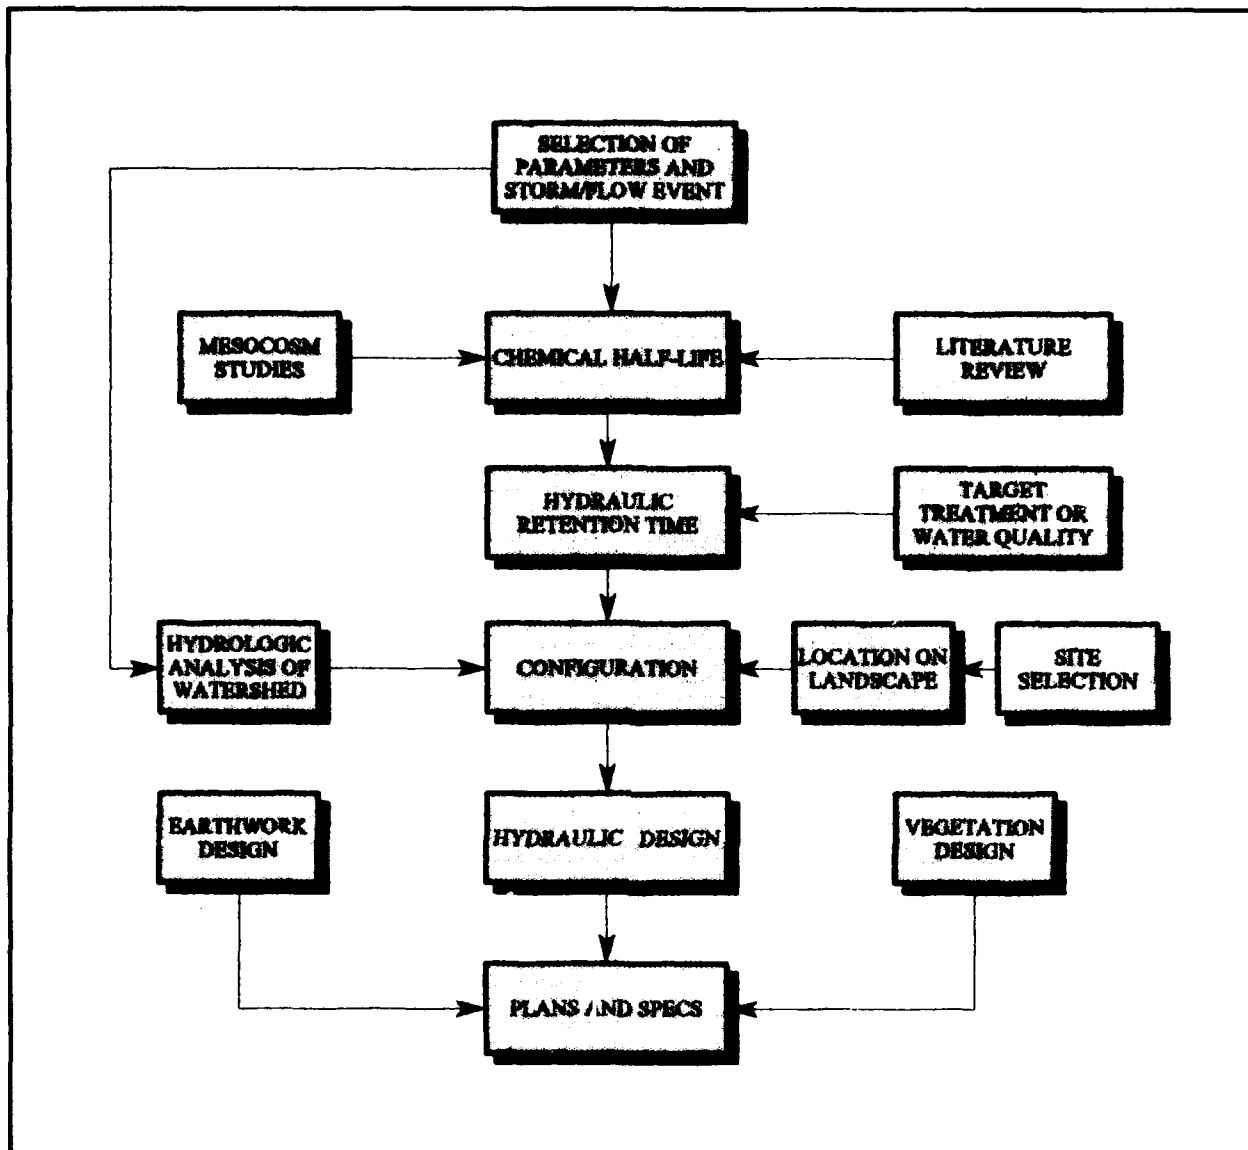 SELECTION OF
PARAMETERS AND
STORM/FLOW EVENT
MESOCOSM
STUDIES
CHEMICAL HALF-LIFE
LITERATURE
REVIEW
HYDRAULIC
RETENTION TIME
TARGET
TREATMENT OR
WATER QUALITY
HYDROLOGIC
ANALYSIS OF
WATERSHED
CONFIGURATION
LOCATION ON
LANDSCAPE
SITE
SELECTION
EARTHWORK
DESIGN
HYDRAULIC DESIGN
VEGETATION
DESIGN
PLANS AND SPECS